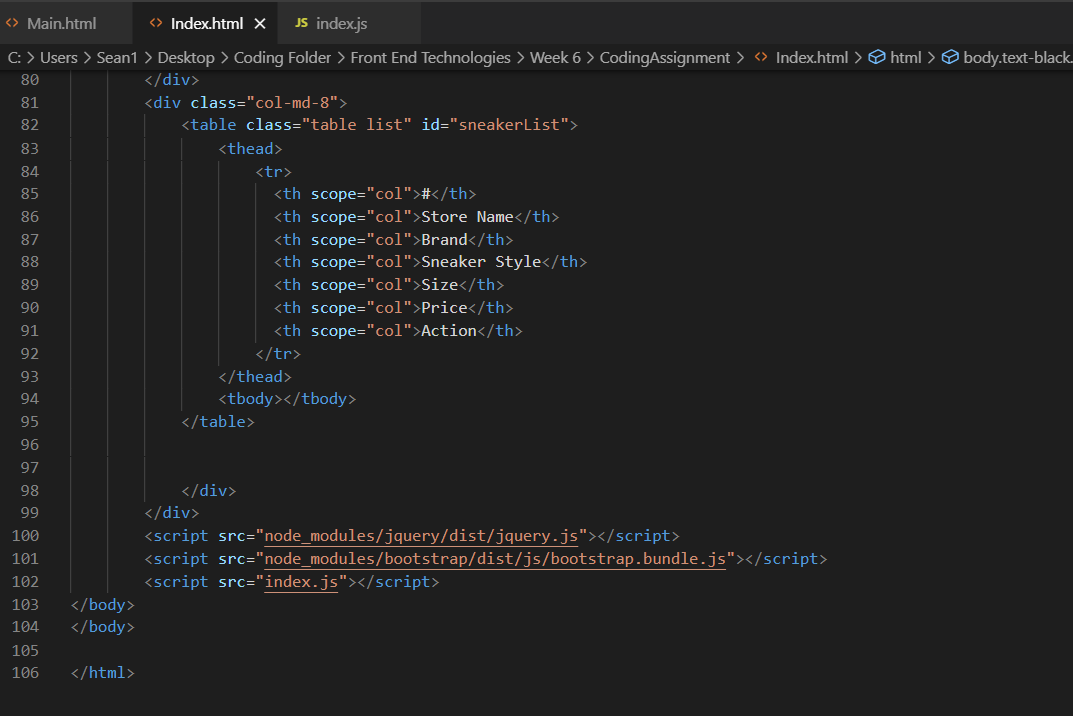 Main.html Index.html JS index.js
C: > Users > Sean1 > Desktop > Coding Folder > Front End Technologies > Week 6 > CodingAssignment > Index.html > html > body.text-black.
80 </div>
81 <div class="col-md-8">
82 <table class="table list" id="sneakerList">
83 <thead>
84 <tr>
85 <th scope="col">#</th>
86 <th scope="col">Store Name</th>
87 <th scope="col">Brand</th>
88 <th scope="col">Sneaker Style</th>
89 <th scope="col">Size</th>
90 <th scope="col">Price</th>
91 <th scope="col">Action</th>
92 </tr>
93 </thead>
94 <tbody></tbody>
95 </table>
96
97
98 </div>
99 </div>
100 <script src="node_modules/jquery/dist/jquery.js"></script>
101 <script src="node_modules/bootstrap/dist/js/bootstrap.bundle.js"></script>
102 <script src="index.js"></script>
103 </body>
104 </body>
105
106 </html>